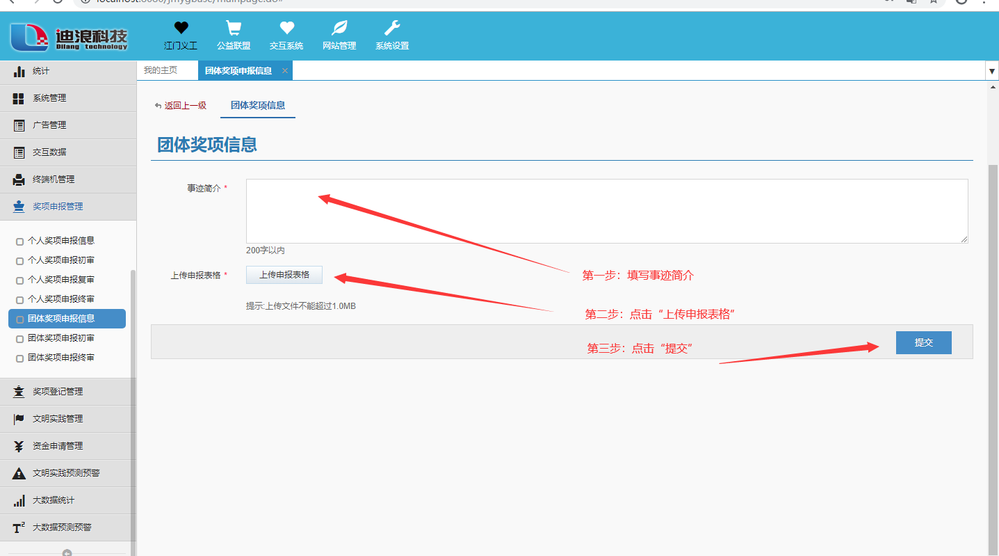 迪浪科技
Dilang technology
江门义工
公益联盟
交互系统
网站管理
系统设置
我的主页
团体奖项申报信息 ×
统计
系统管理
广告管理
交互数据
终端机管理
奖项申报管理
个人奖项申报信息
个人奖项申报初审
个人奖项申报复审
个人奖项申报终审
团体奖项申报信息
团体奖项申报初审
团体奖项申报终审
奖项登记管理
文明实践管理
资金申请管理
文明实践预测预警
大数据统计
大数据预测预警
返回上一级
团体奖项信息
团体奖项信息
事迹简介 *
200字以内
上传申报表格 *
上传申报表格
提示:上传文件不能超过1.0MB
第一步：填写事迹简介
第二步：点击“上传申报表格”
第三步：点击“提交”
提交